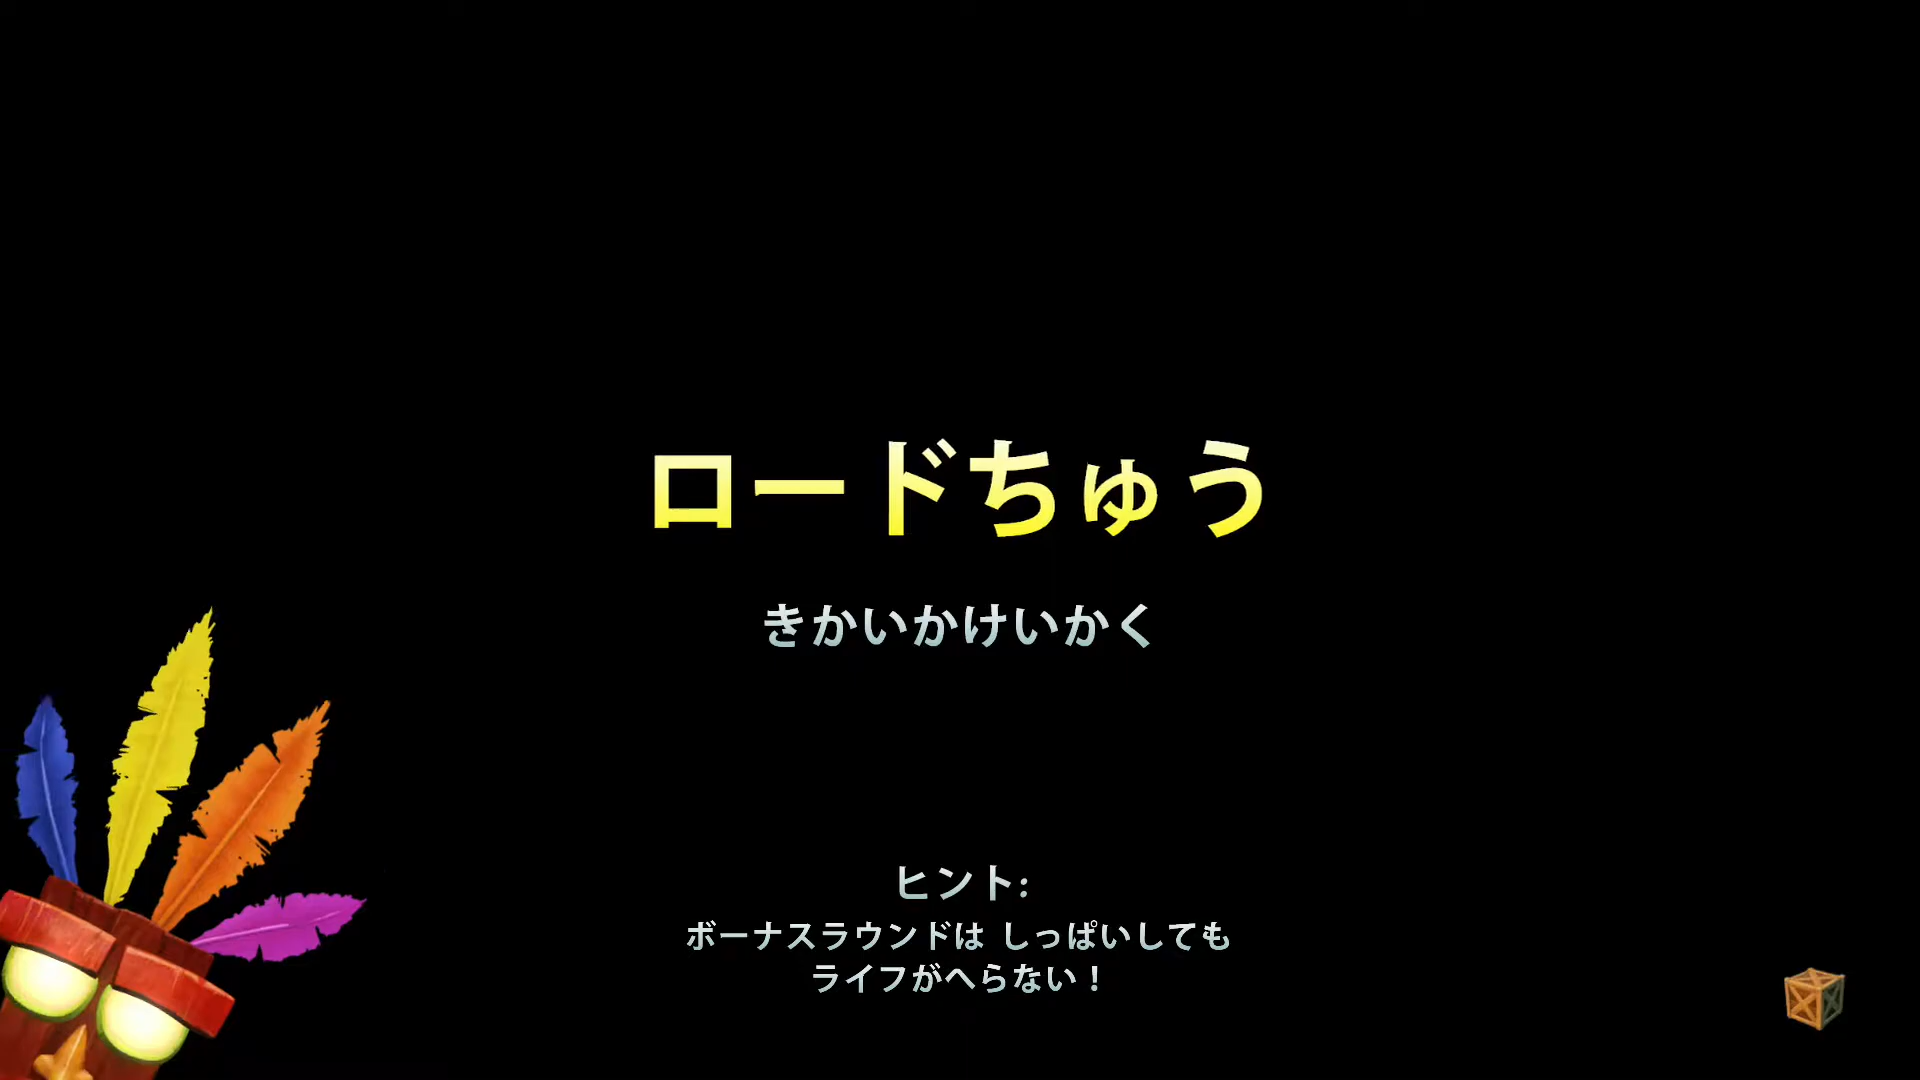 ロードちゅう
きかいかけいかく
ヒント:
ボーナスラウンドは しっぱいしても
ライフがへらない！